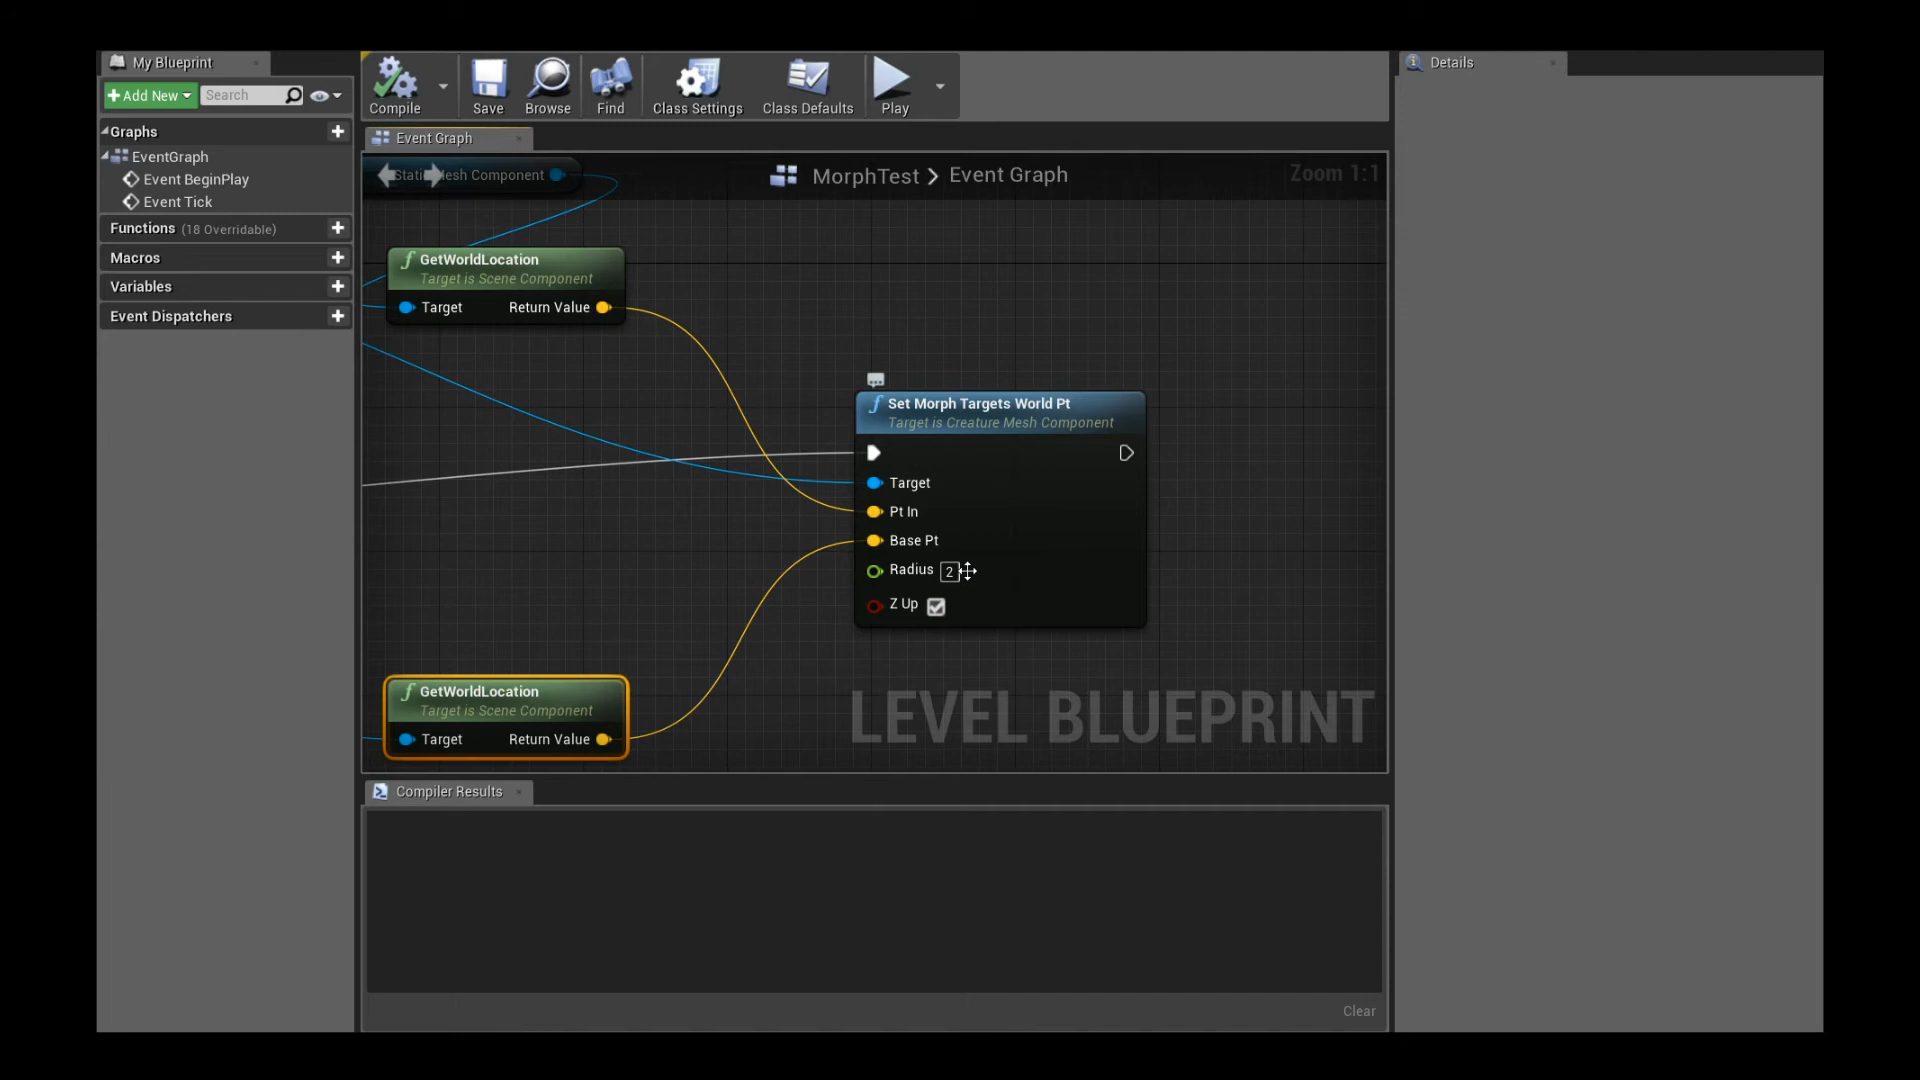 My Blueprint
Add New
Search
Graphs
EventGraph
Event BeginPlay
Event Tick
Functions (18 Overridable)
Macros
Variables
Event Dispatchers
Compile
Save
Browse
Find
Class Settings
Class Defaults
Play
Event Graph
Static Mesh Component
MorphTest > Event Graph
Zoom 1:1
f GetWorldLocation
Target is Scene Component
Target
Return Value
f Set Morph Targets World Pt
Target is Creature Mesh Component
Target
Pt In
Base Pt
Radius 2
Z Up
f GetWorldLocation
Target is Scene Component
Target
Return Value
LEVEL BLUEPRINT
Compiler Results
Clear
Details